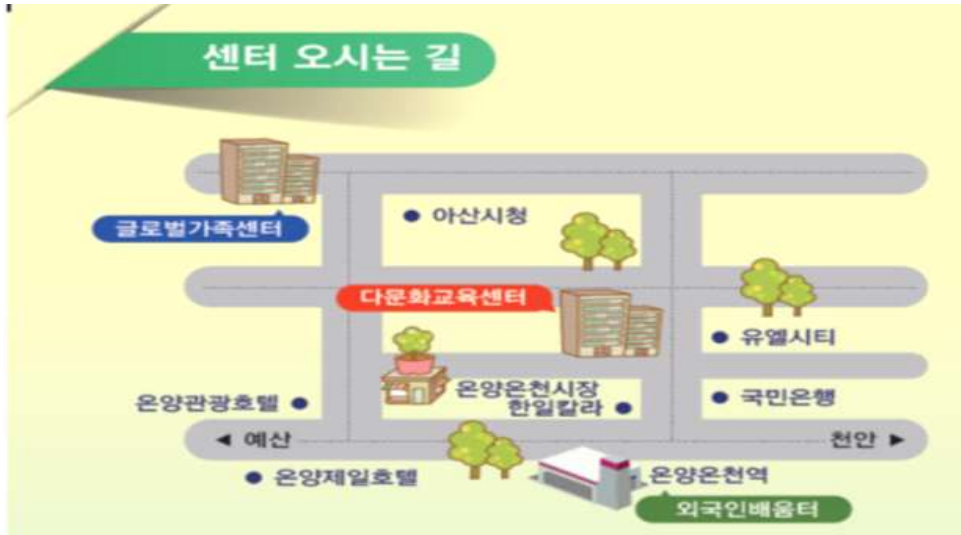 센터 오시는 길
글로벌가족센터
아산시청
다문화교육센터
유엘시티
온양온천시장
한일칼라
온양관광호텔
국민은행
◀ 예산
천안 ▶
온양제일호텔
온양온천역
외국인배움터